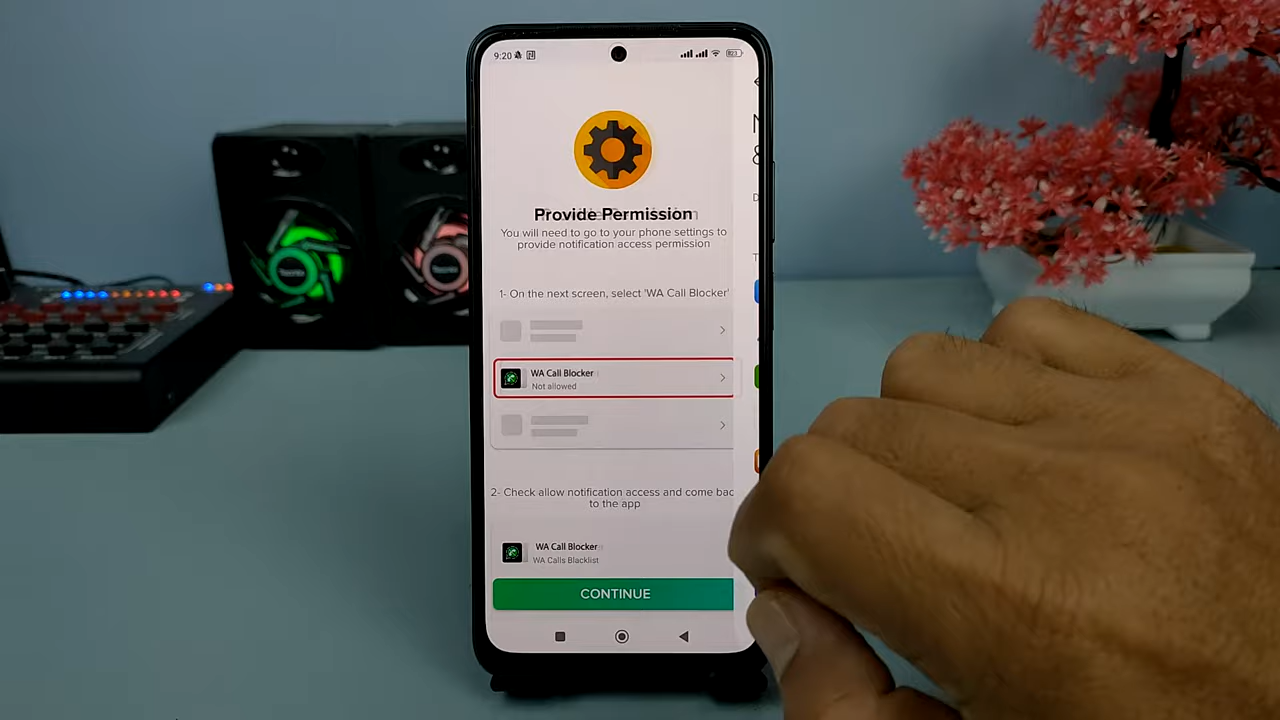 9:20
Provide Permission
You will need to go to your phone settings to
provide notification access permission
1- On the next screen, select 'WA Call Blocker'
WA Call Blocker
Not allowed
2- Check allow notification access and come bac
to the app
WA Call Blocker
WA Calls Blacklist
CONTINUE